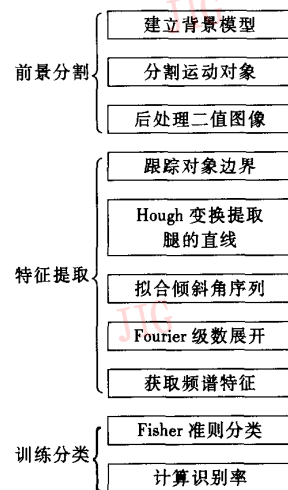 JIG
建立背景模型
前景分割
分割运动对象
后处理二值图像
跟踪对象边界
Hough 变换提取
腿的直线
特征提取
拟合倾斜角序列
JIG
Fourier 级数展开
获取频谱特征
Fisher 准则分类
训练分类
计算识别率